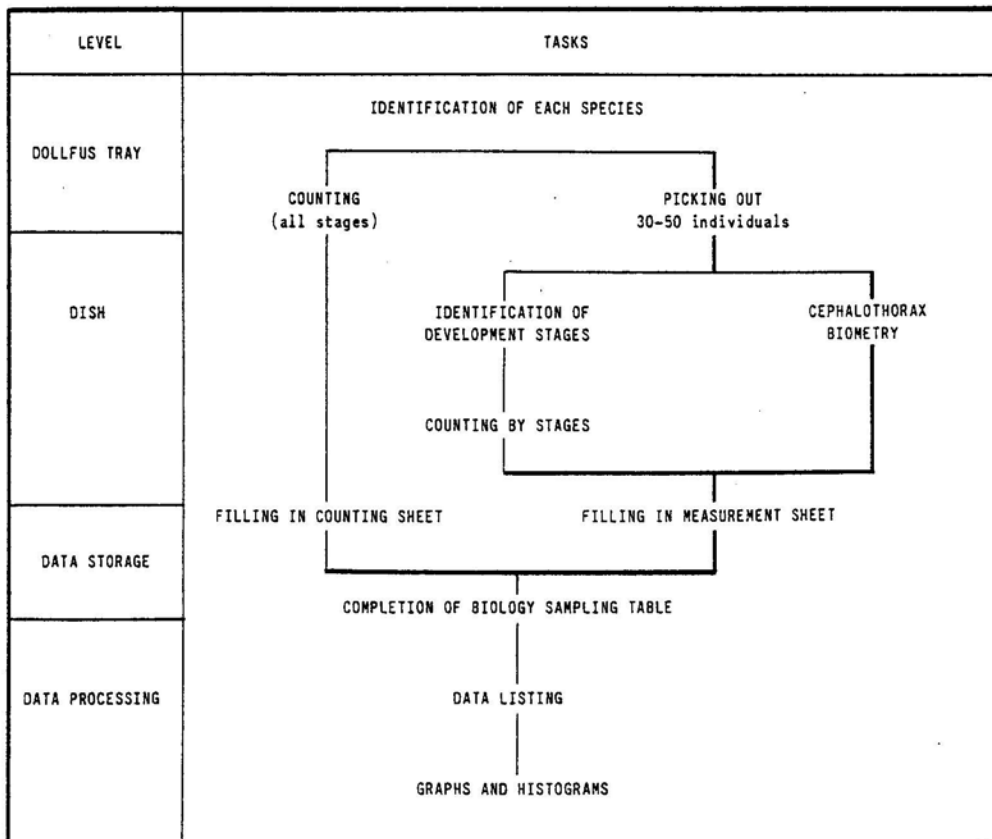 LEVEL
TASKS
IDENTIFICATION OF EACH SPECIES
DOLLFUS TRAY
COUNTING
(all stages)
PICKING OUT
30-50 individuals
DISH
IDENTIFICATION OF
DEVELOPMENT STAGES
CEPHALOTHORAX
BIOMETRY
COUNTING BY STAGES
FILLING IN COUNTING SHEET
FILLING IN MEASUREMENT SHEET
DATA STORAGE
COMPLETION OF BIOLOGY SAMPLING TABLE
DATA PROCESSING
DATA LISTING
GRAPHS AND HISTOGRAMS